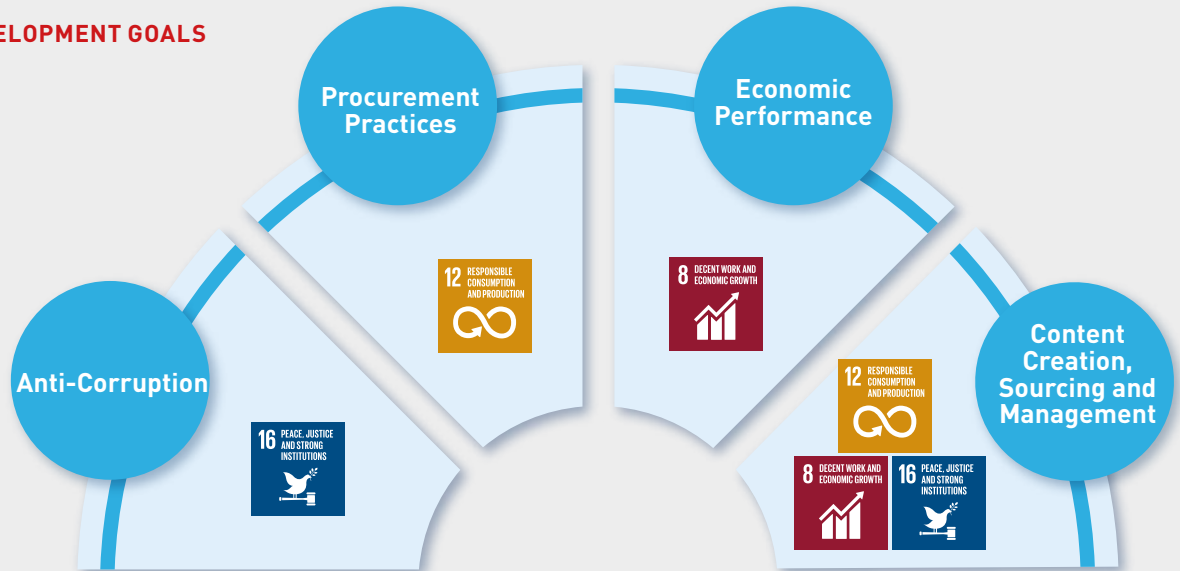 ELOPMENT GOALS
Procurement
Practices
Economic
Performance
Anti-Corruption
Content
Creation,
Sourcing and
Management
16 PEACE, JUSTICE
AND STRONG
INSTITUTIONS
12 RESPONSIBLE
CONSUMPTION
AND PRODUCTION
8 DECENT WORK AND
ECONOMIC GROWTH
12 RESPONSIBLE
CONSUMPTION
AND PRODUCTION
8 DECENT WORK AND
ECONOMIC GROWTH
16 PEACE, JUSTICE
AND STRONG
INSTITUTIONS